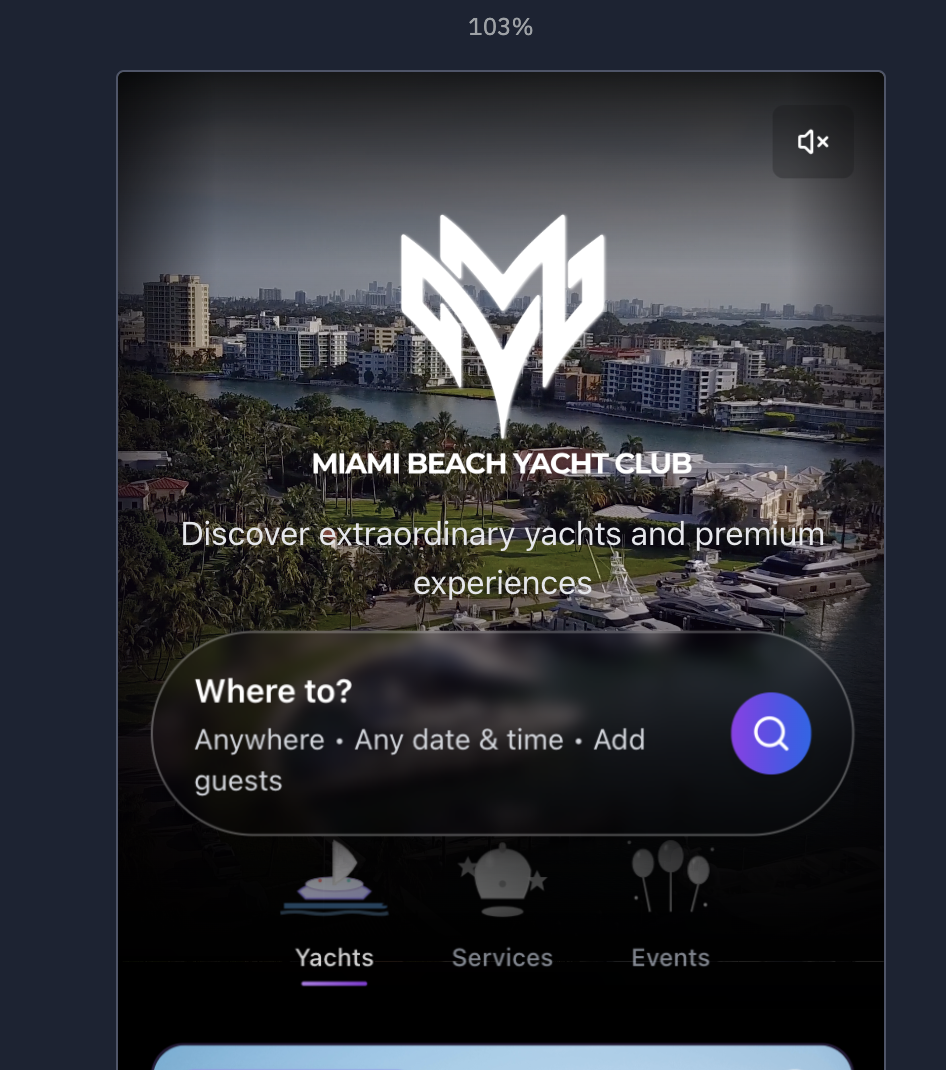 103%
MIAMI BEACH YACHT CLUB
Discover extraordinary yachts and premium
experiences
Where to?
Anywhere • Any date & time • Add
guests
Yachts
Services
Events